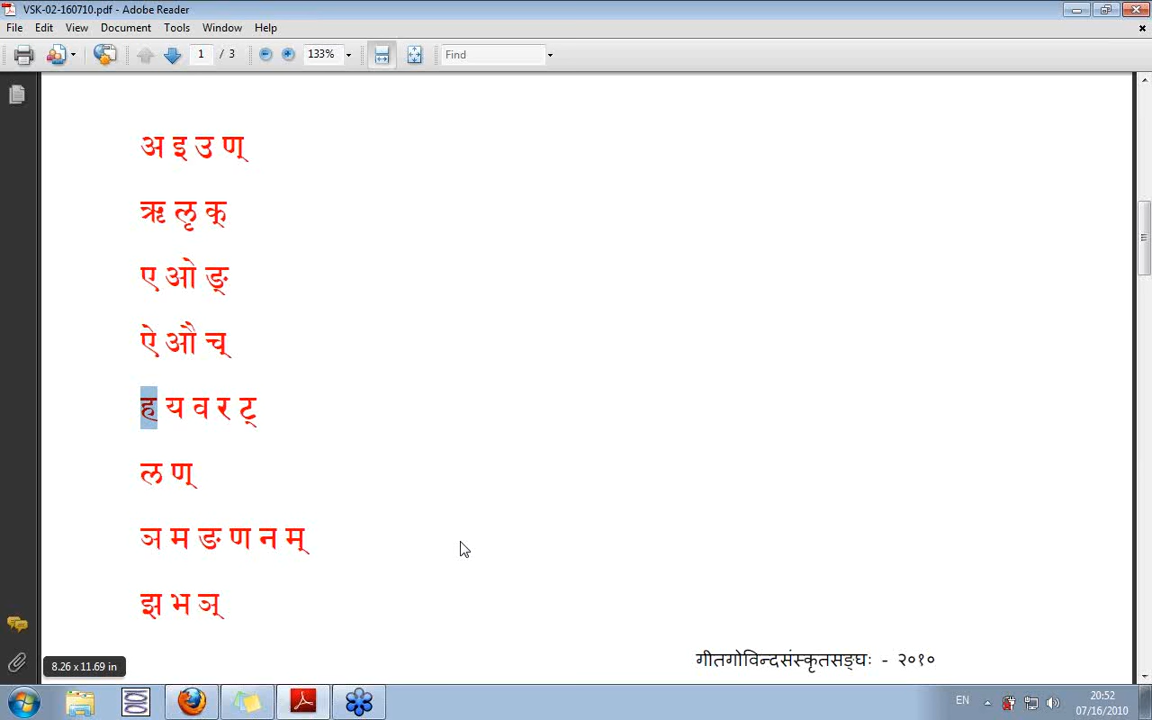 VSK-02-160710.pdf - Adobe Reader
File Edit View Document Tools Window Help
1 / 3 133% Find
अ इ उ ण्
ऋ लृ क्
ए ओ ङ्
ऐ औ च्
ह य व र ट्
ल ण्
ञ म ङ ण न म्
झ भ ञ्
गीतगोविन्दसंस्कृतसङ्घः - २०१०
8.26 x 11.69 in
EN 20:52
07/16/2010